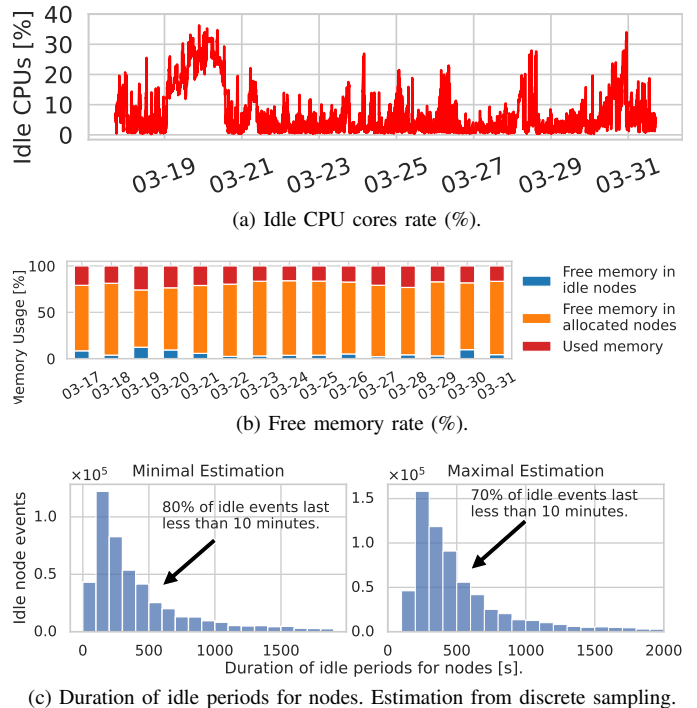 Idle CPUs [%]
40
30
20
10
0
03-19 03-21 03-23 03-25 03-27 03-29 03-31
(a) Idle CPU cores rate (%).
Memory Usage [%]
100
50
0
03-17 03-18 03-19 03-20 03-21 03-22 03-23 03-24 03-25 03-26 03-27 03-28 03-29 03-30 03-31
Free memory in
idle nodes
Free memory in
allocated nodes
Used memory
(b) Free memory rate (%).
Idle node events
×10⁵ Minimal Estimation
80% of idle events last
less than 10 minutes.
1.0
0.5
0.0
0 500 1000 1500
×10⁵ Maximal Estimation
70% of idle events last
less than 10 minutes.
1.5
1.0
0.5
0.0
0 500 1000 1500 2000
Duration of idle periods for nodes [s].
(c) Duration of idle periods for nodes. Estimation from discrete sampling.